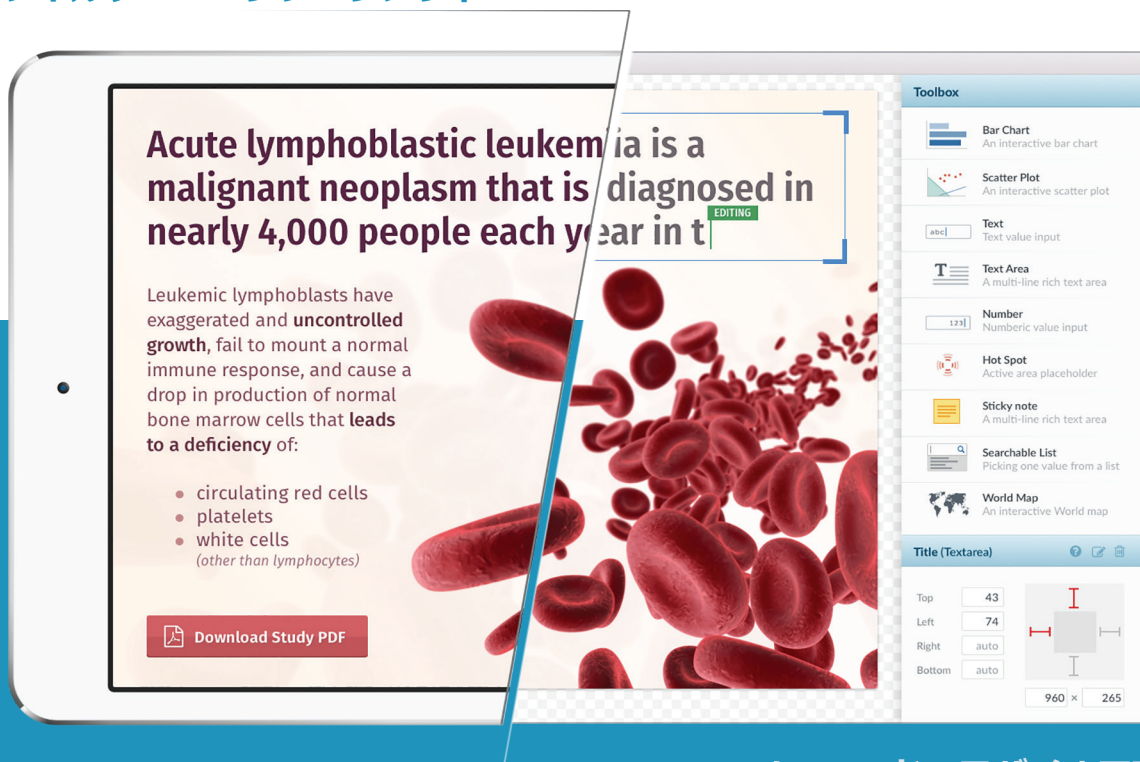 Acute lymphoblastic leukemia is a
malignant neoplasm that is diagnosed in
nearly 4,000 people each year in t
EDITING
Leukemic lymphoblasts have
exaggerated and uncontrolled
growth, fail to mount a normal
immune response, and cause a
drop in production of normal
bone marrow cells that leads
to a deficiency of:
circulating red cells
platelets
white cells
(other than lymphocytes)
Download Study PDF
Toolbox
Bar Chart
An interactive bar chart
Scatter Plot
An interactive scatter plot
abc
Text
Text value input
T
Text Area
A multi-line rich text area
123
Number
Numberic value input
Hot Spot
Active area placeholder
Sticky note
A multi-line rich text area
Searchable List
Picking one value from a list
World Map
An interactive World map
Title (Textarea)
Top 43
Left 74
Right auto
Bottom auto
960 × 265